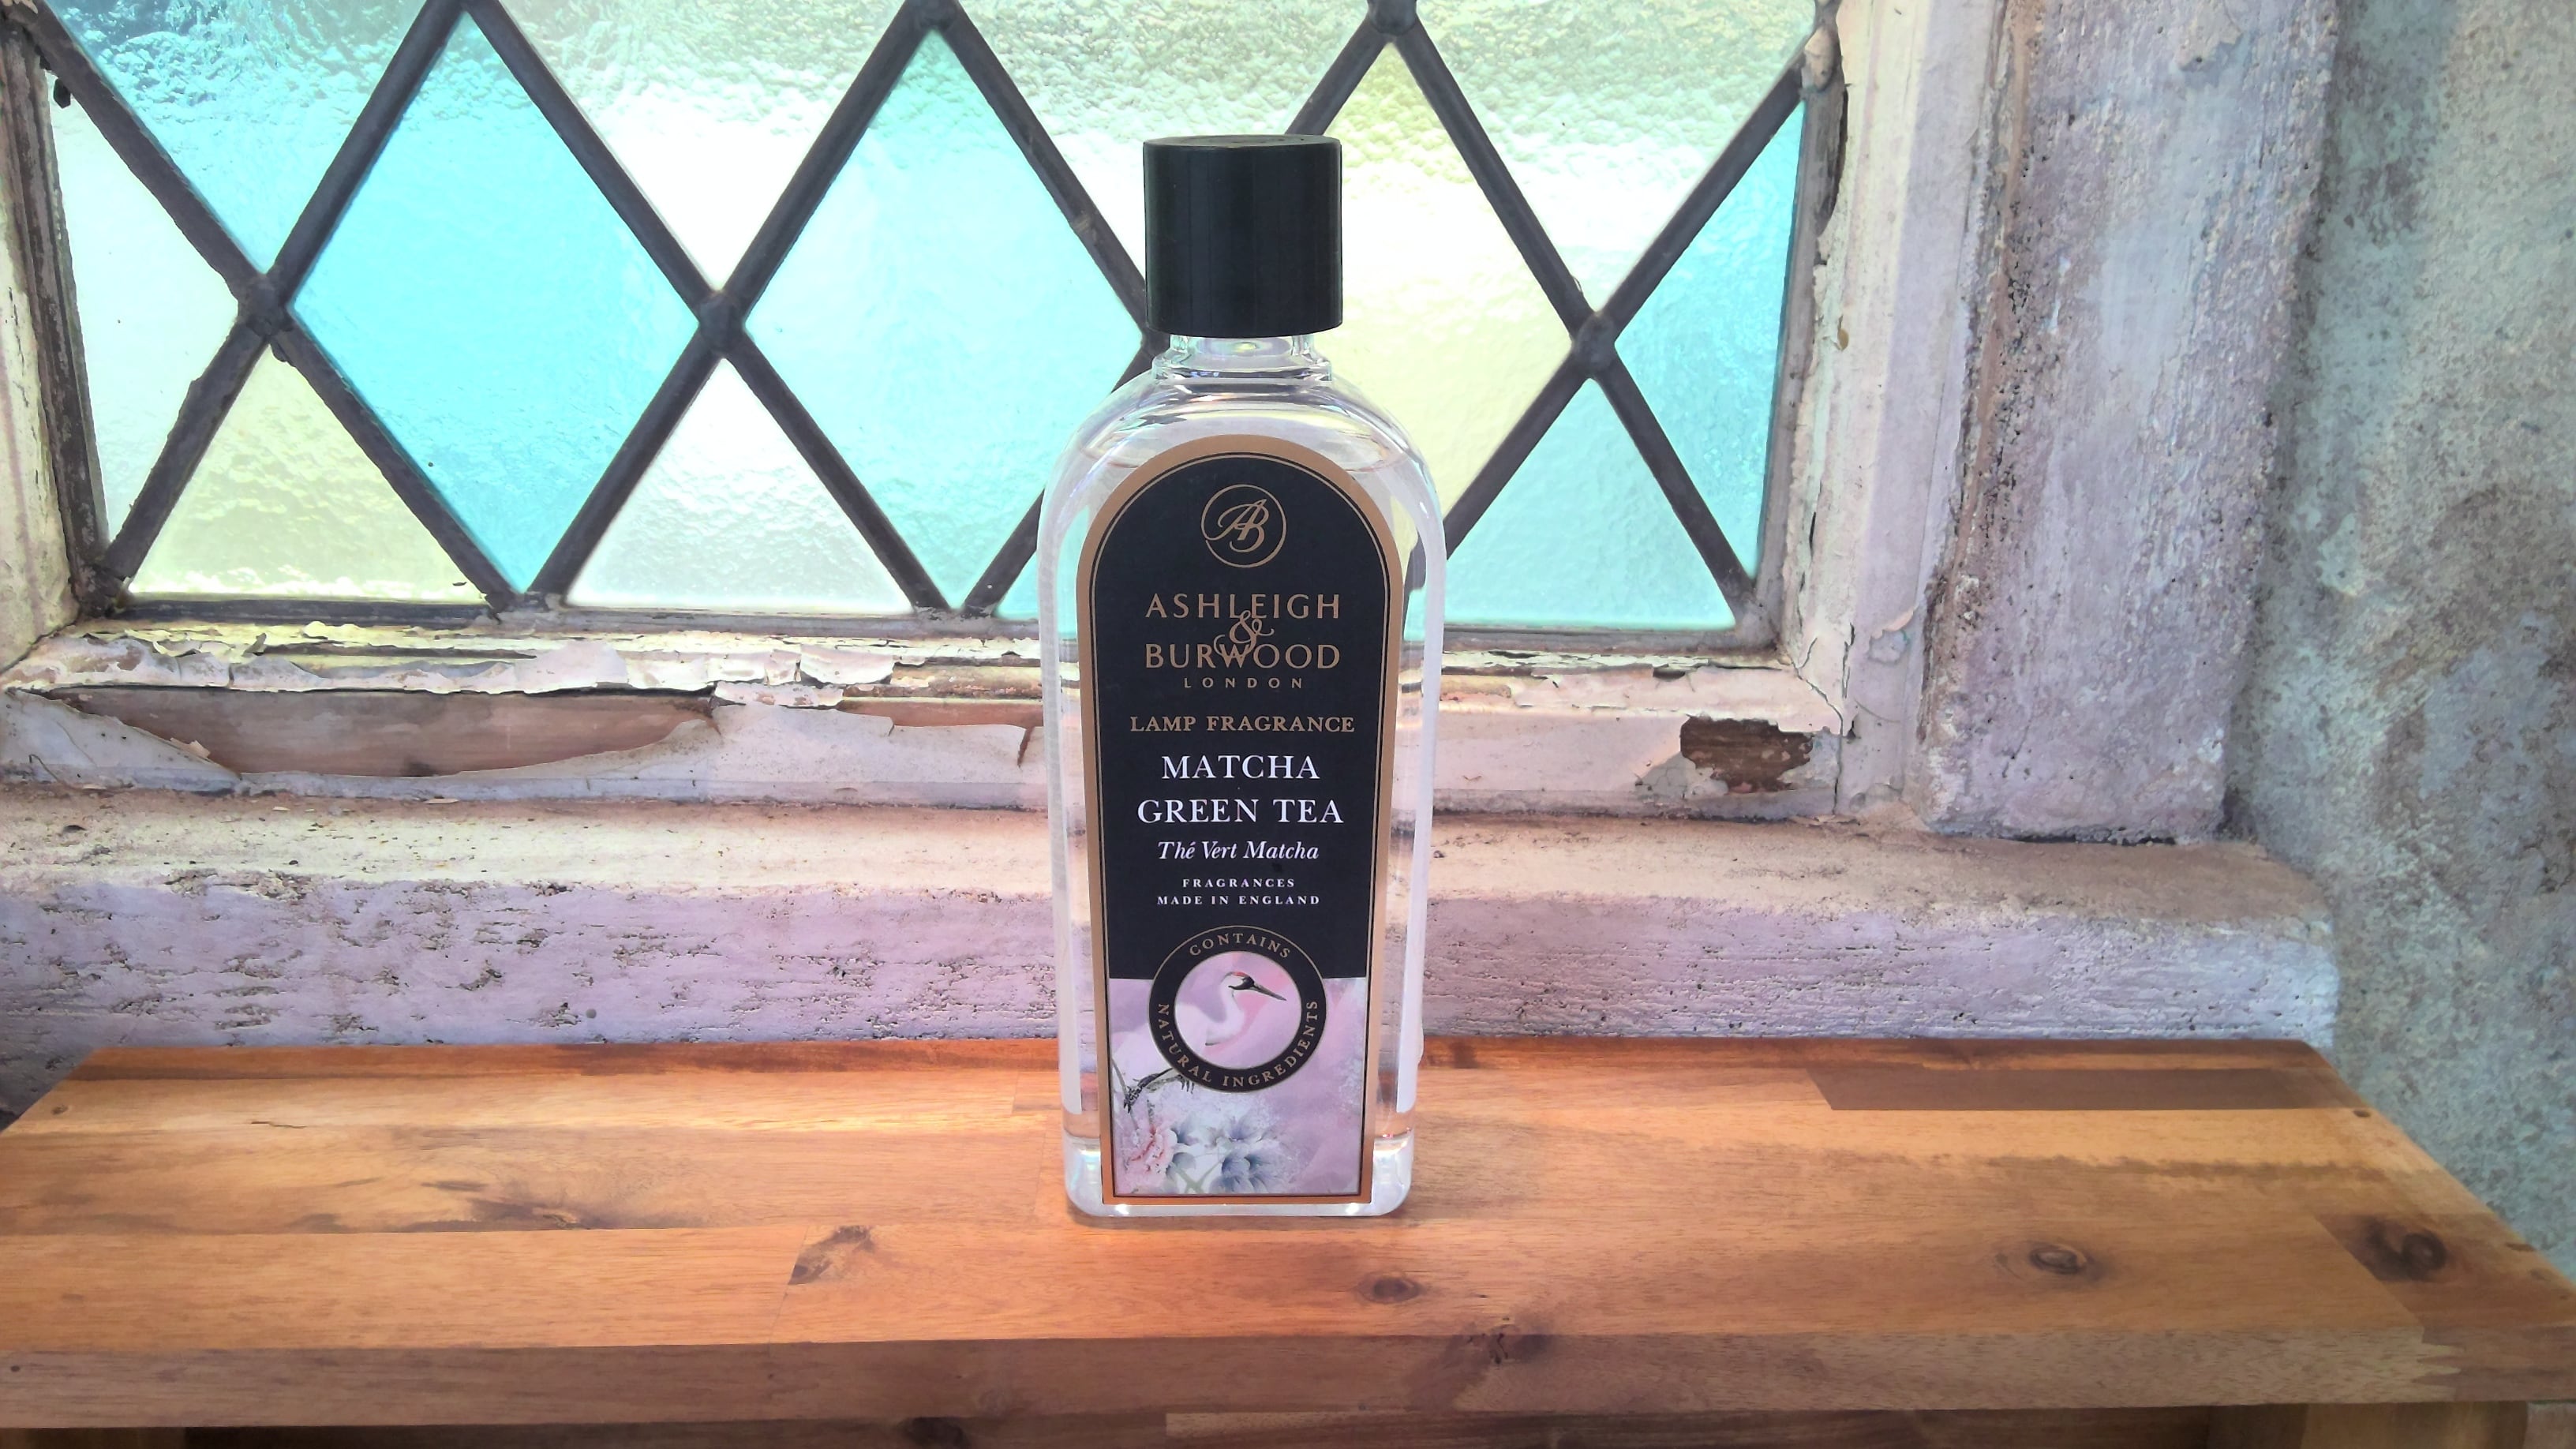 AB
ASHLEIGH
&
BURWOOD
LONDON
LAMP FRAGRANCE
MATCHA
GREEN TEA
Thé Vert Matcha
FRAGRANCES
MADE IN ENGLAND
CONTAINS
NATURAL INGREDIENTS